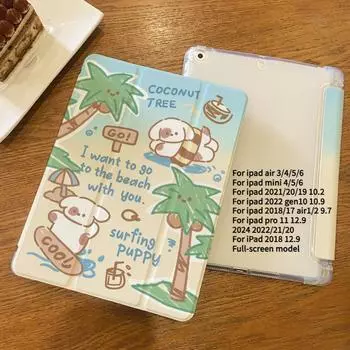 COCONUT
TREE
GO!
I want to go
to the beach
with you.
surfing
PUPPY
COOL
For ipad air 3/4/5/6
For ipad mini 4/5/6
For ipad 2021/20/19 10.2
For ipad 2022 gen10 10.9
For ipad 2018/17 air1/2 9.7
For ipad pro 11 12.9
2024 2022/21/20
For iPad 2018 12.9
Full-screen model